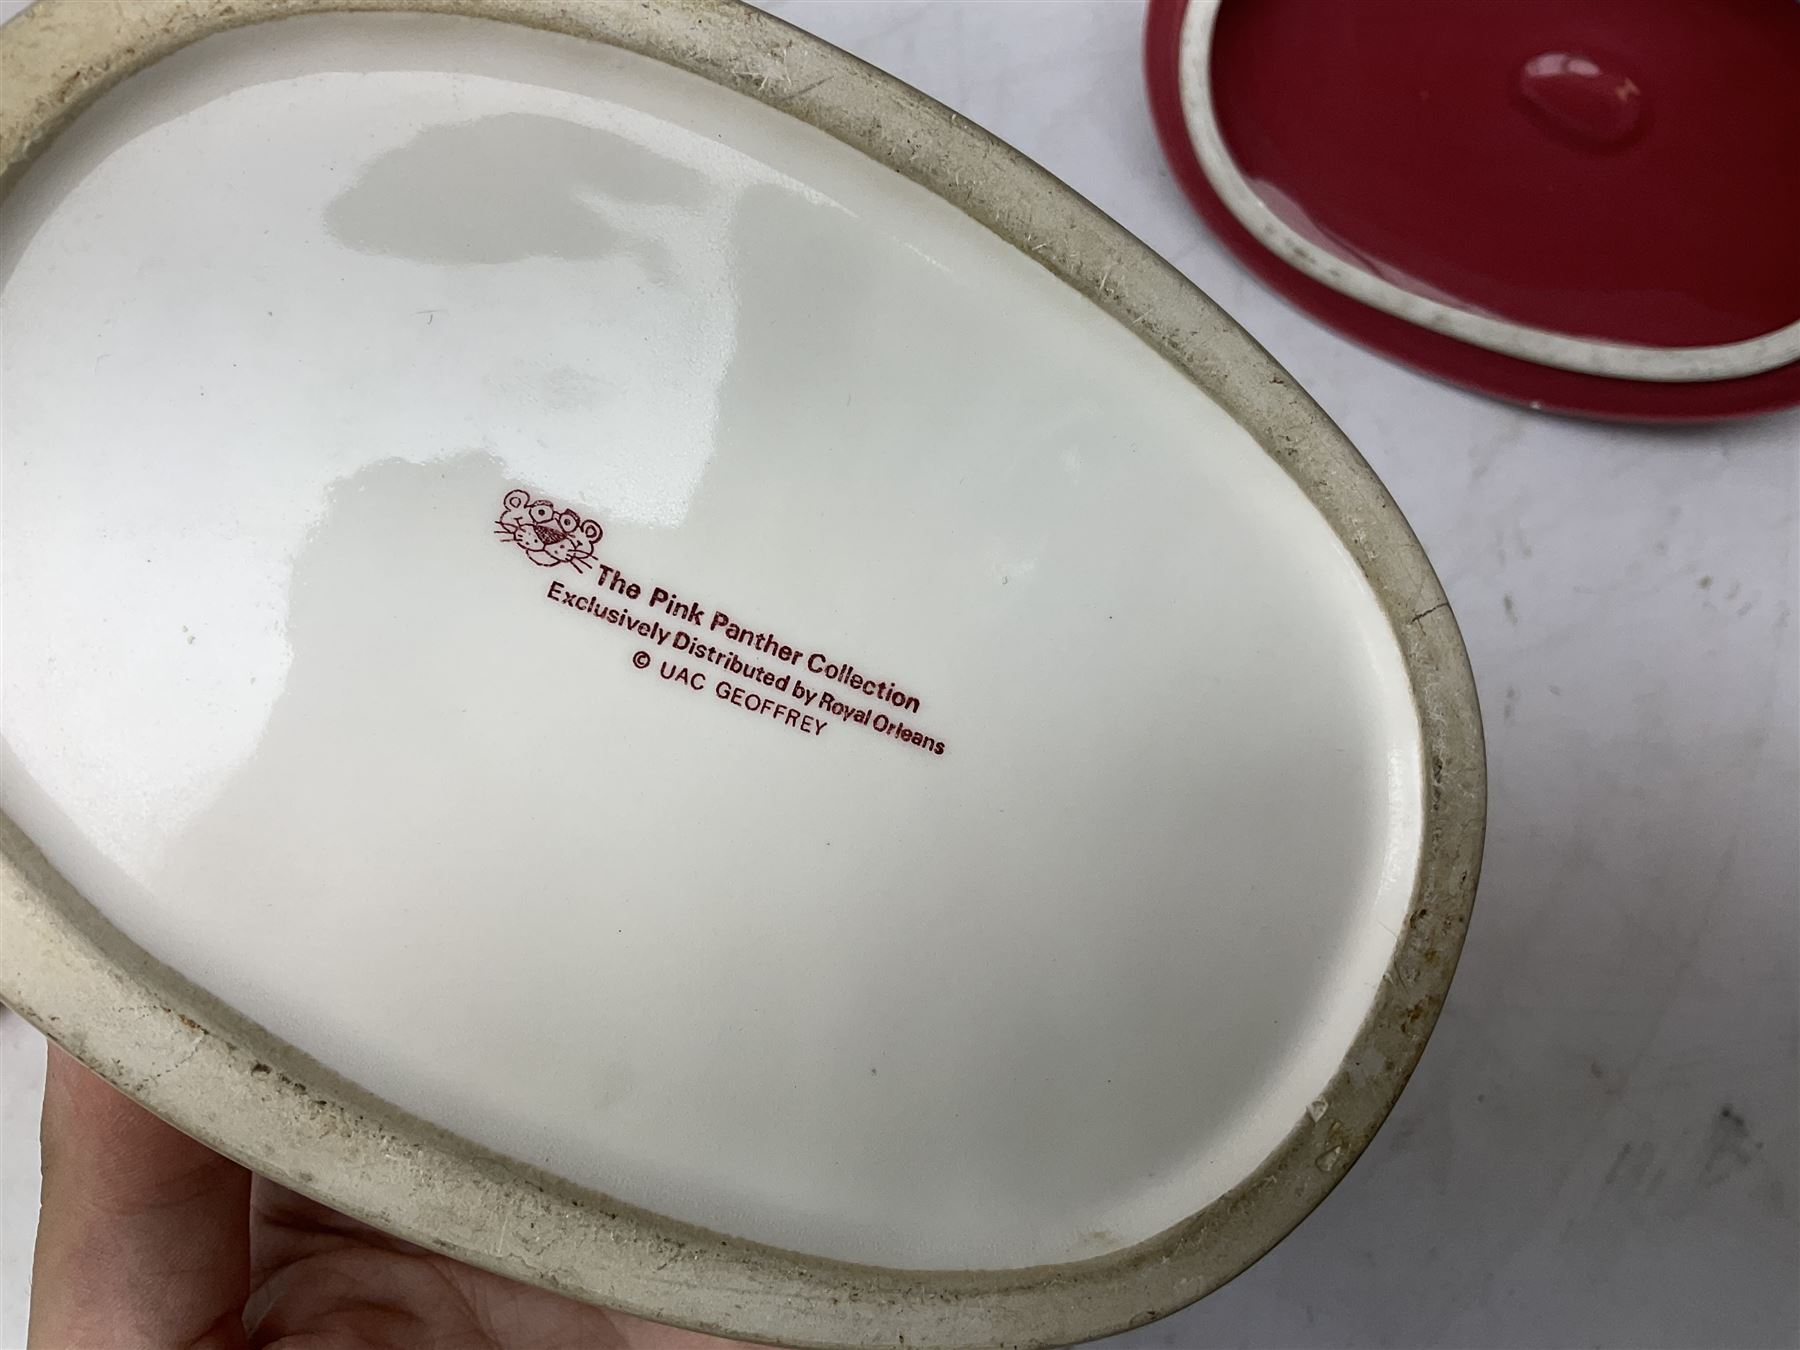 The Pink Panther Collection
Exclusively Distributed by Royal Orleans
© UAC GEOFFREY